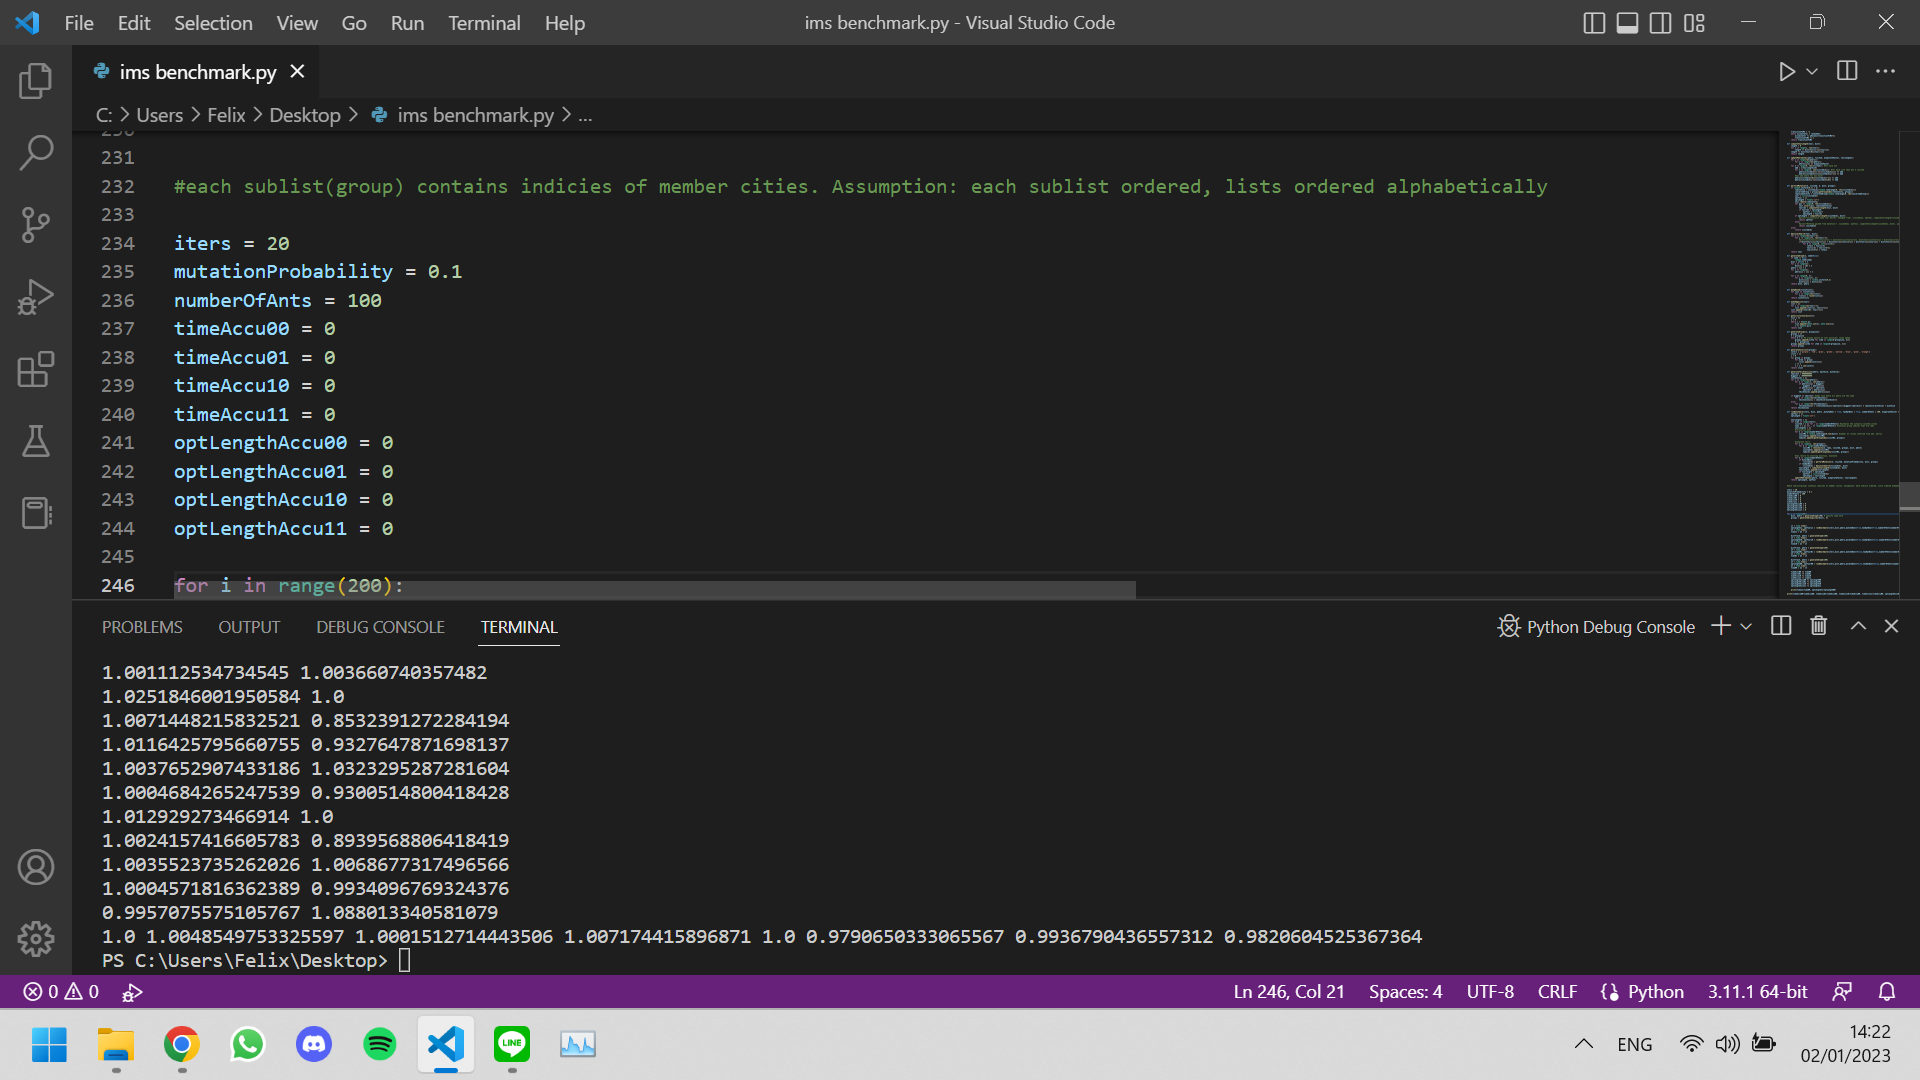 File Edit Selection View Go Run Terminal Help
ims benchmark.py - Visual Studio Code
ims benchmark.py
C: > Users > Felix > Desktop > ims benchmark.py > ...
230
231
232 #each sublist(group) contains indicies of member cities. Assumption: each sublist ordered, lists ordered alphabetically
233
234 iters = 20
235 mutationProbability = 0.1
236 numberOfAnts = 100
237 timeAccu00 = 0
238 timeAccu01 = 0
239 timeAccu10 = 0
240 timeAccu11 = 0
241 optLengthAccu00 = 0
242 optLengthAccu01 = 0
243 optLengthAccu10 = 0
244 optLengthAccu11 = 0
245
246 for i in range(200):
PROBLEMS OUTPUT DEBUG CONSOLE TERMINAL
Python Debug Console
1.001112534734545 1.003660740357482
1.0251846001950584 1.0
1.0071448215832521 0.8532391272284194
1.0116425795660755 0.9327647871698137
1.0037652907433186 1.0323295287281604
1.0004684265247539 0.9300514800418428
1.012929273466914 1.0
1.0024157416605783 0.8939568806418419
1.0035523735262026 1.0068677317496566
1.0004571816362389 0.9934096769324376
0.9957075575105767 1.088013340581079
1.0 1.0048549753325597 1.0001512714443506 1.007174415896871 1.0 0.9790650333065567 0.9936790436557312 0.9820604525367364
PS C:\Users\Felix\Desktop>
0 0
Ln 246, Col 21 Spaces: 4 UTF-8 CRLF Python 3.11.1 64-bit
LINE
ENG
14:22
02/01/2023